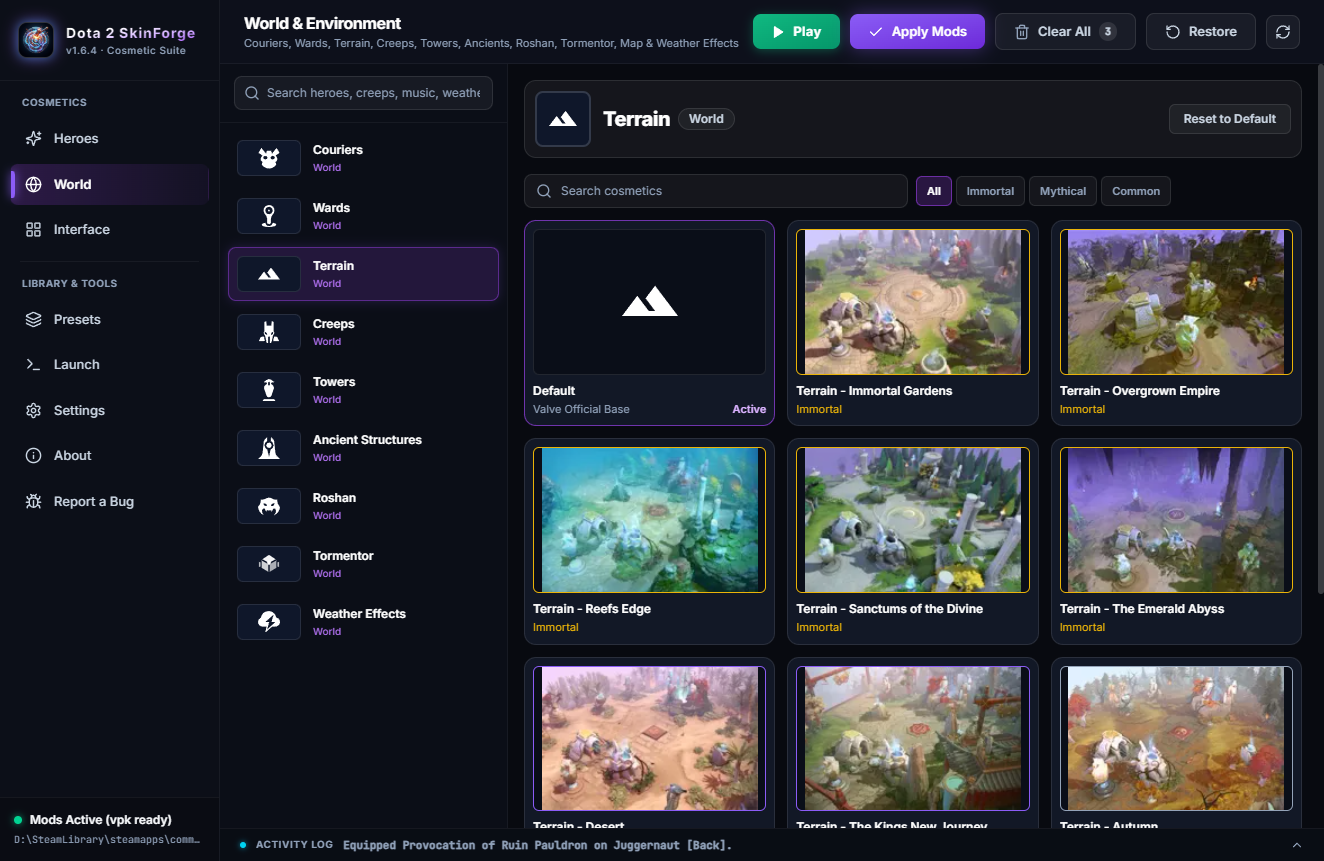 Dota 2 SkinForge
v1.6.4 · Cosmetic Suite
COSMETICS
Heroes
World
Interface
LIBRARY & TOOLS
Presets
Launch
Settings
About
Report a Bug
Mods Active (vpk ready)
D:\SteamLibrary\steamapps\comm…
World & Environment
Couriers, Wards, Terrain, Creeps, Towers, Ancients, Roshan, Tormentor, Map & Weather Effects
Play
Apply Mods
Clear All 3
Restore
Search heroes, creeps, music, weathe
Couriers
World
Wards
World
Terrain
World
Creeps
World
Towers
World
Ancient Structures
World
Roshan
World
Tormentor
World
Weather Effects
World
Terrain World
Reset to Default
Search cosmetics
All Immortal Mythical Common
Default
Valve Official Base Active
Terrain - Immortal Gardens
Immortal
Terrain - Overgrown Empire
Immortal
Terrain - Reefs Edge
Immortal
Terrain - Sanctums of the Divine
Immortal
Terrain - The Emerald Abyss
Immortal
Terrain - Desert
Terrain - The Kings New Journey
Terrain - Autumn
ACTIVITY LOG Equipped Provocation of Ruin Pauldron on Juggernaut [Back].